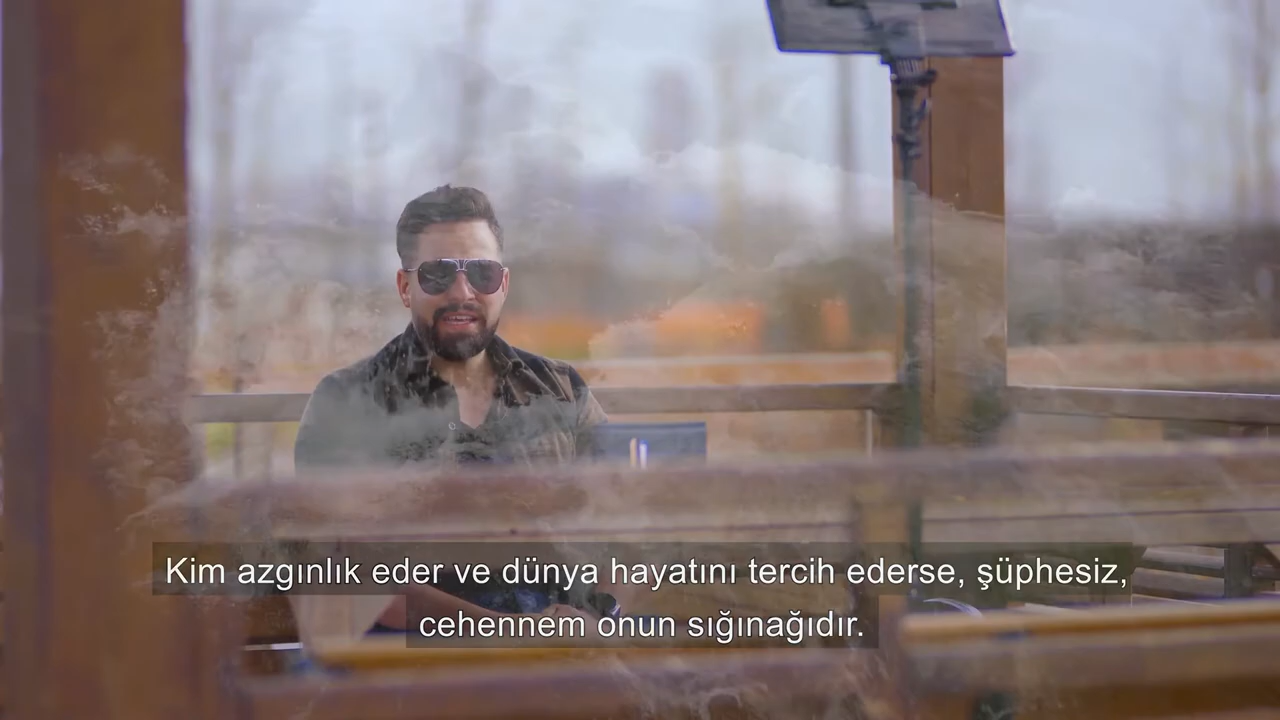 Kim azgınlık eder ve dünya hayatını tercih ederse, şüphesiz,
cehennem onun sığınağıdır.